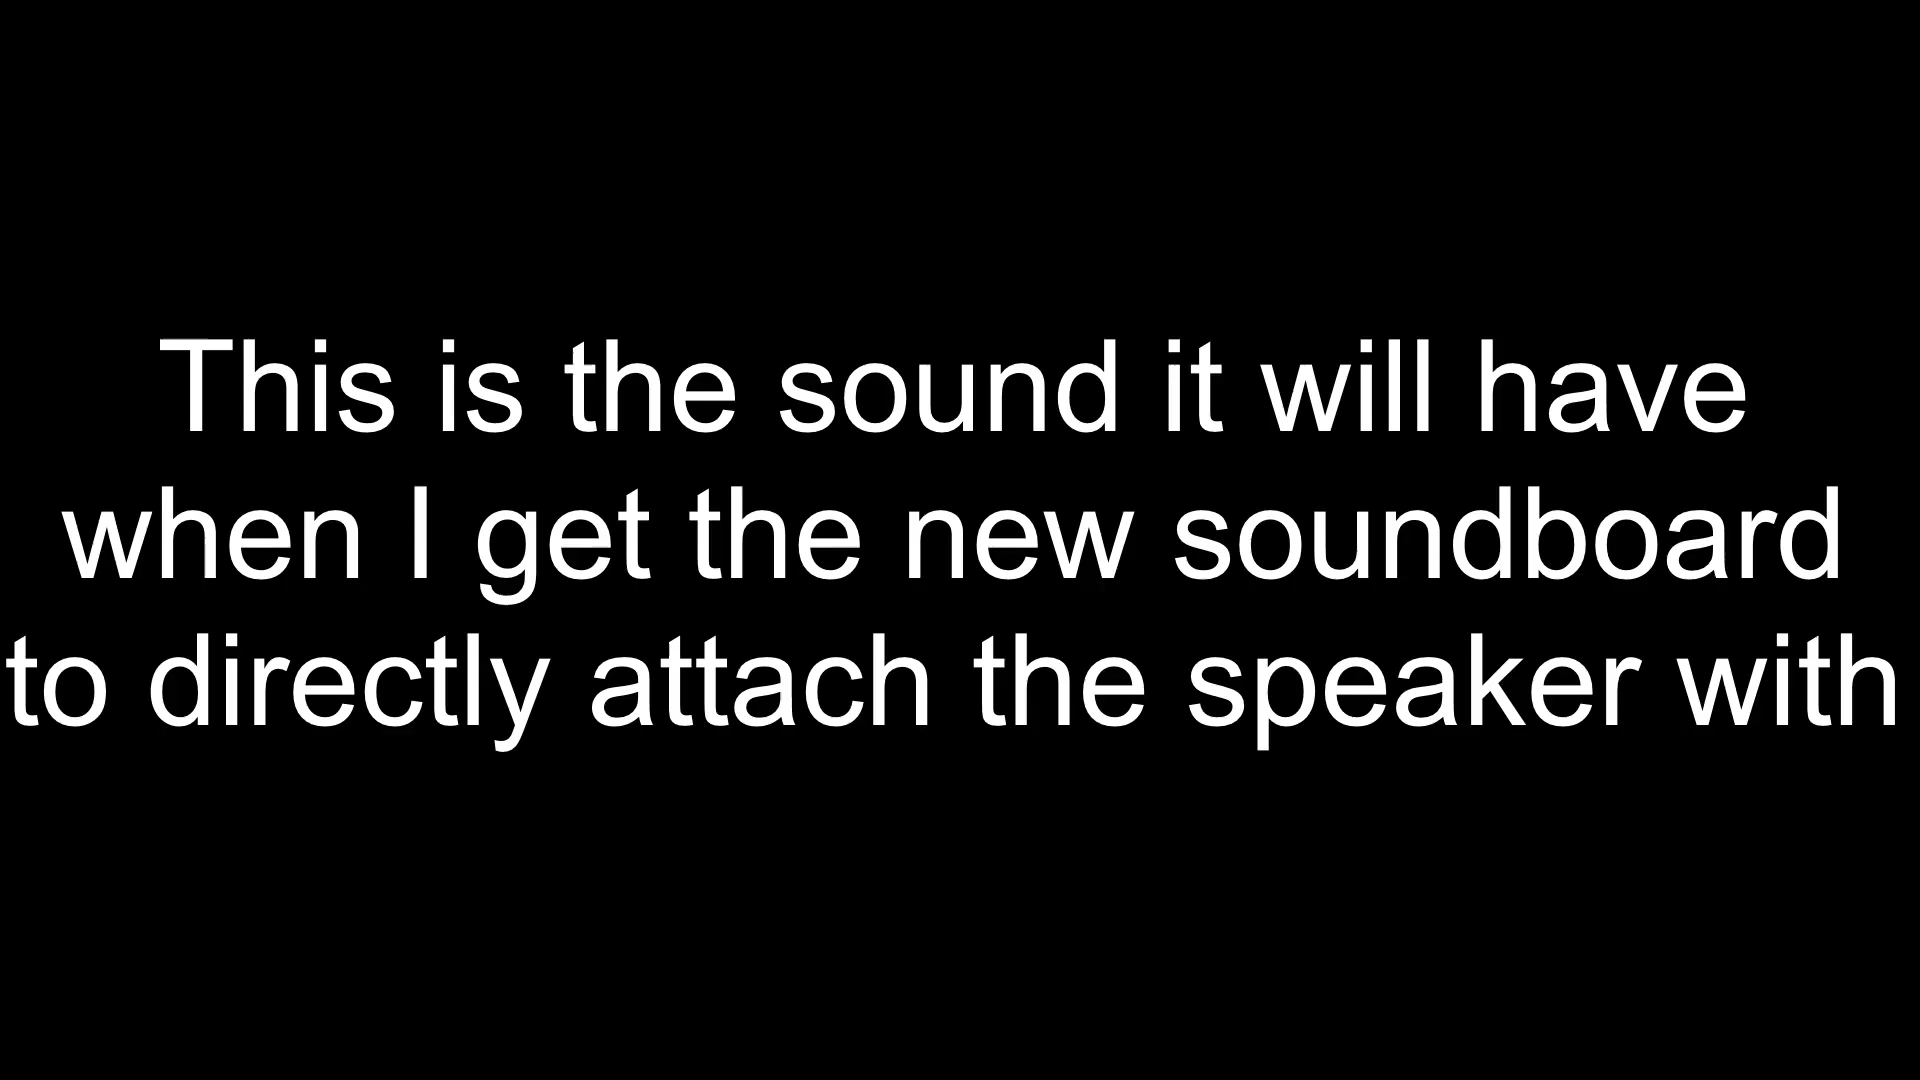 This is the sound it will have
when I get the new soundboard
to directly attach the speaker with